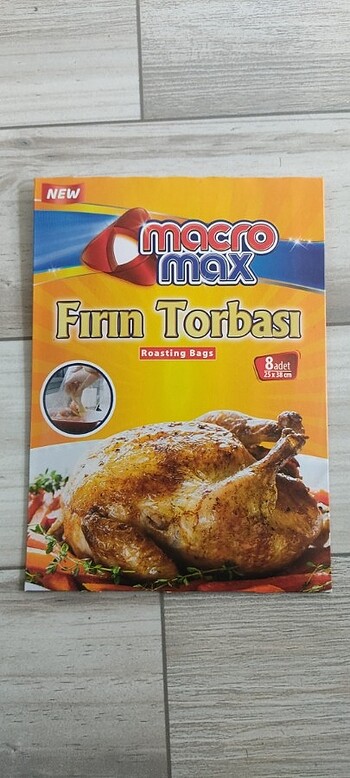 NEW
macro
max
Fırın Torbası
Roasting Bags
8 adet
25 x 38 cm